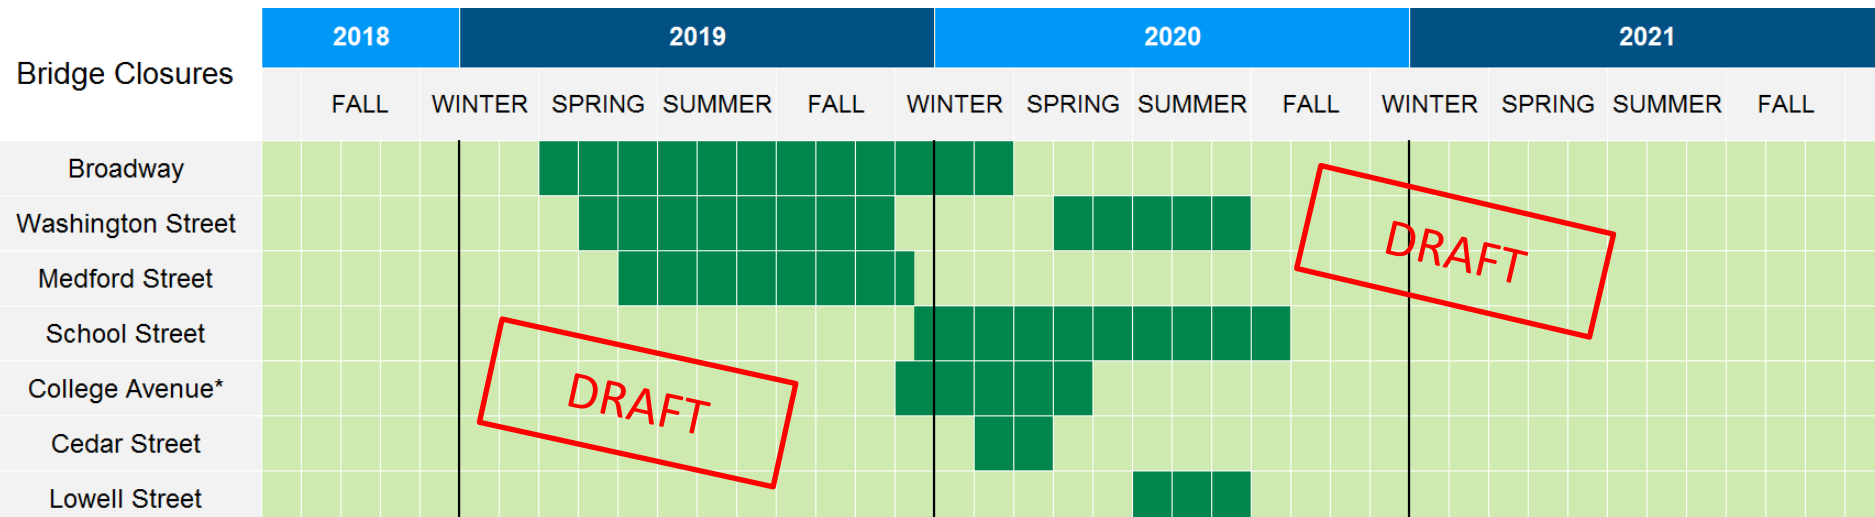 2018 2019 2020 2021
Bridge Closures
FALL WINTER SPRING SUMMER FALL WINTER SPRING SUMMER FALL WINTER SPRING SUMMER FALL
Broadway
Washington Street
DRAFT
Medford Street
School Street
College Avenue*
DRAFT
Cedar Street
Lowell Street